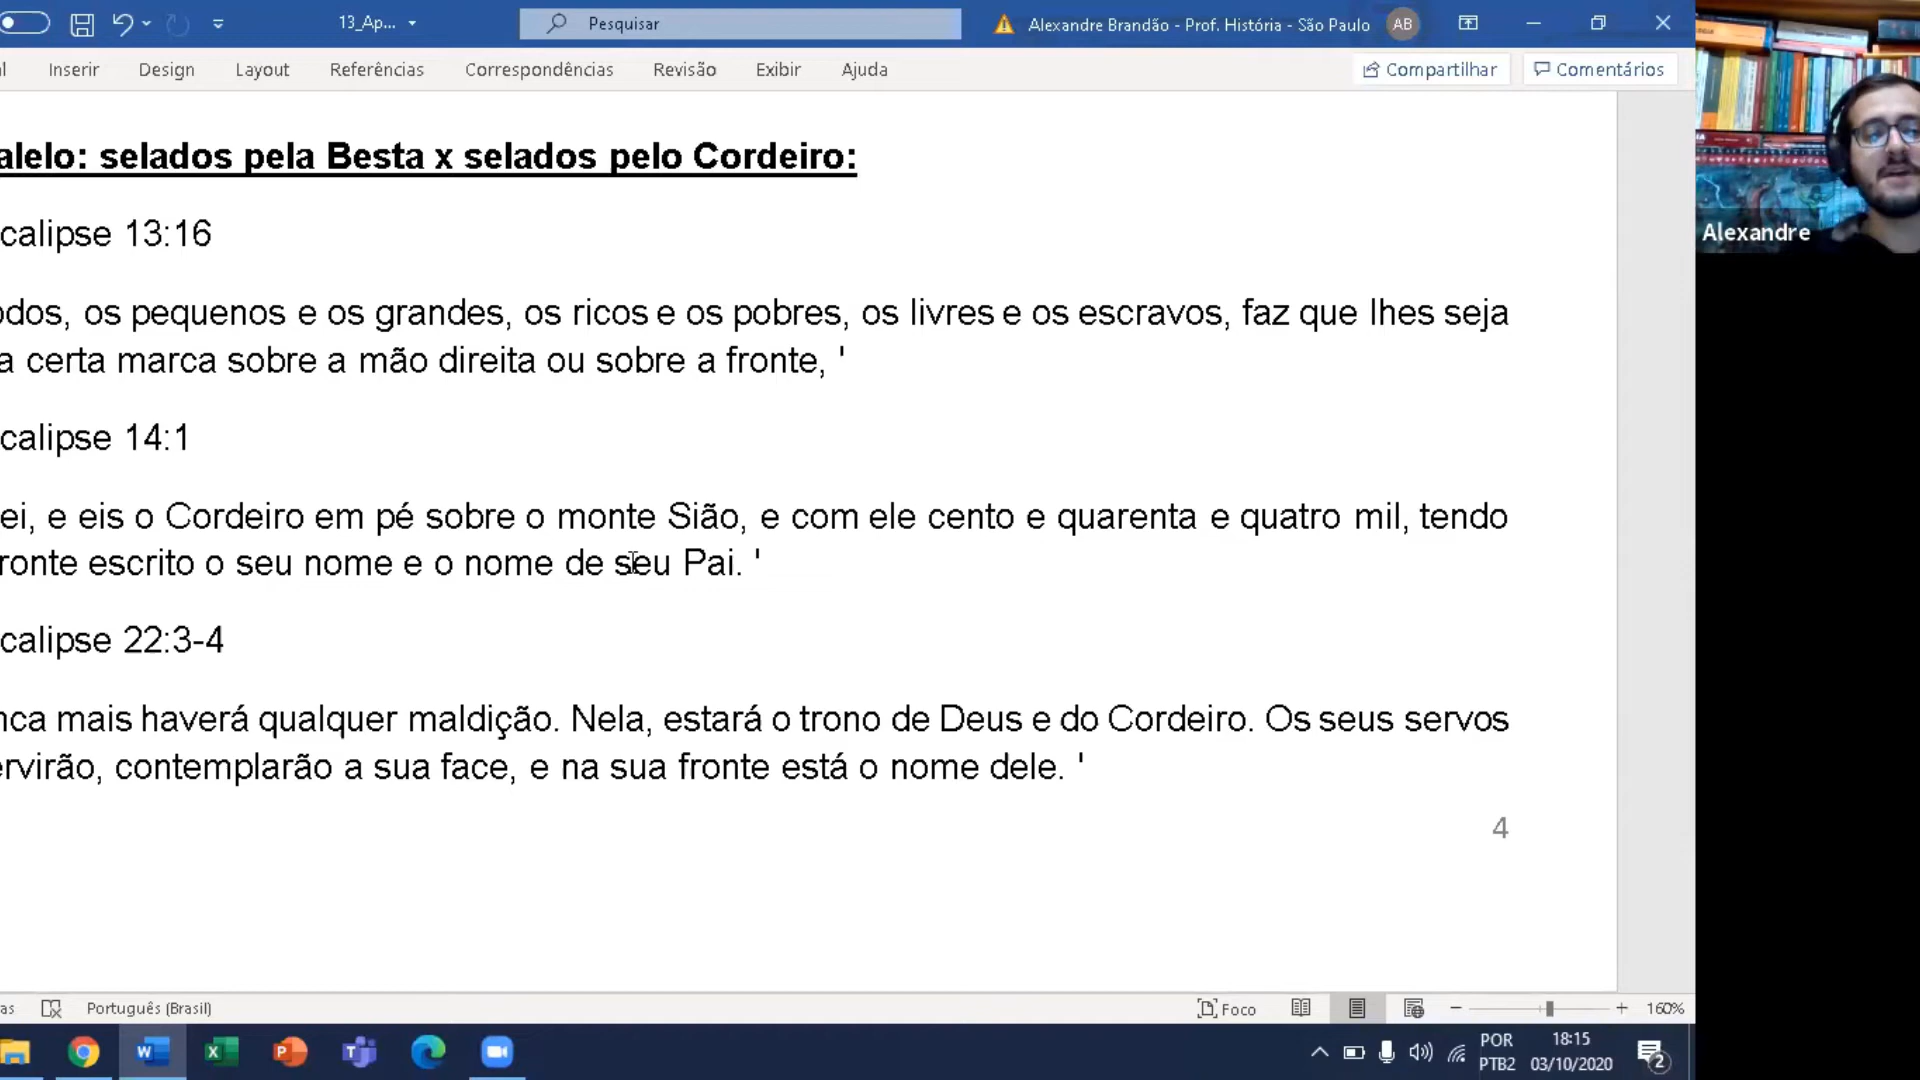 13_Ap...
Pesquisar
Alexandre Brandão - Prof. História - São Paulo
AB
Inserir
Design
Layout
Referências
Correspondências
Revisão
Exibir
Ajuda
Compartilhar
Comentários
alelo: selados pela Besta x selados pelo Cordeiro:
calipse 13:16
odos, os pequenos e os grandes, os ricos e os pobres, os livres e os escravos, faz que lhes seja
a certa marca sobre a mão direita ou sobre a fronte, '
calipse 14:1
ei, e eis o Cordeiro em pé sobre o monte Sião, e com ele cento e quarenta e quatro mil, tendo
ronte escrito o seu nome e o nome de seu Pai. '
calipse 22:3-4
nca mais haverá qualquer maldição. Nela, estará o trono de Deus e do Cordeiro. Os seus servos
ervirão, contemplarão a sua face, e na sua fronte está o nome dele. '
4
Alexandre
as
Português (Brasil)
Foco
160%
POR
PTB2
18:15
03/10/2020
2